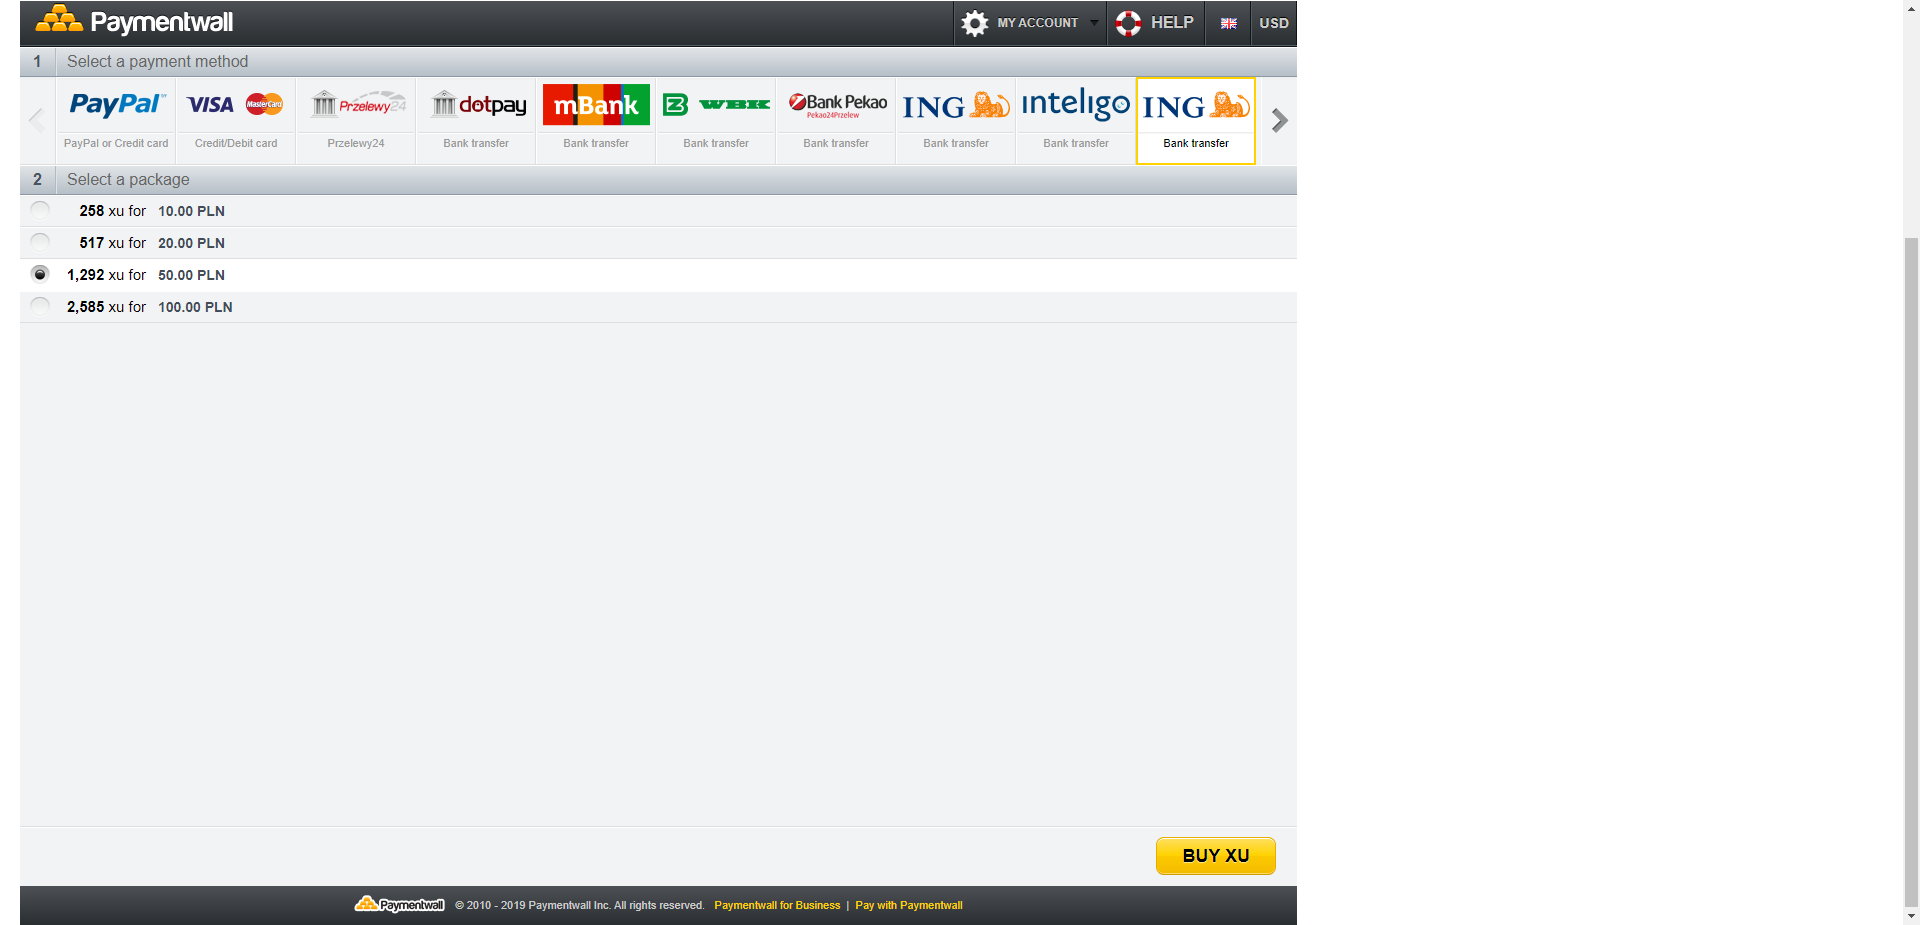 Paymentwall MY ACCOUNT HELP USD
1 Select a payment method
PayPal VISA MasterCard Przelewy24 dotpay mBank B WBK Bank Pekao ING inteligo ING
Pekao24Przelew
PayPal or Credit card Credit/Debit card Przelewy24 Bank transfer Bank transfer Bank transfer Bank transfer Bank transfer Bank transfer Bank transfer
2 Select a package
258 xu for 10.00 PLN
517 xu for 20.00 PLN
1,292 xu for 50.00 PLN
2,585 xu for 100.00 PLN
BUY XU
Paymentwall © 2010 - 2019 Paymentwall Inc. All rights reserved. Paymentwall for Business | Pay with Paymentwall